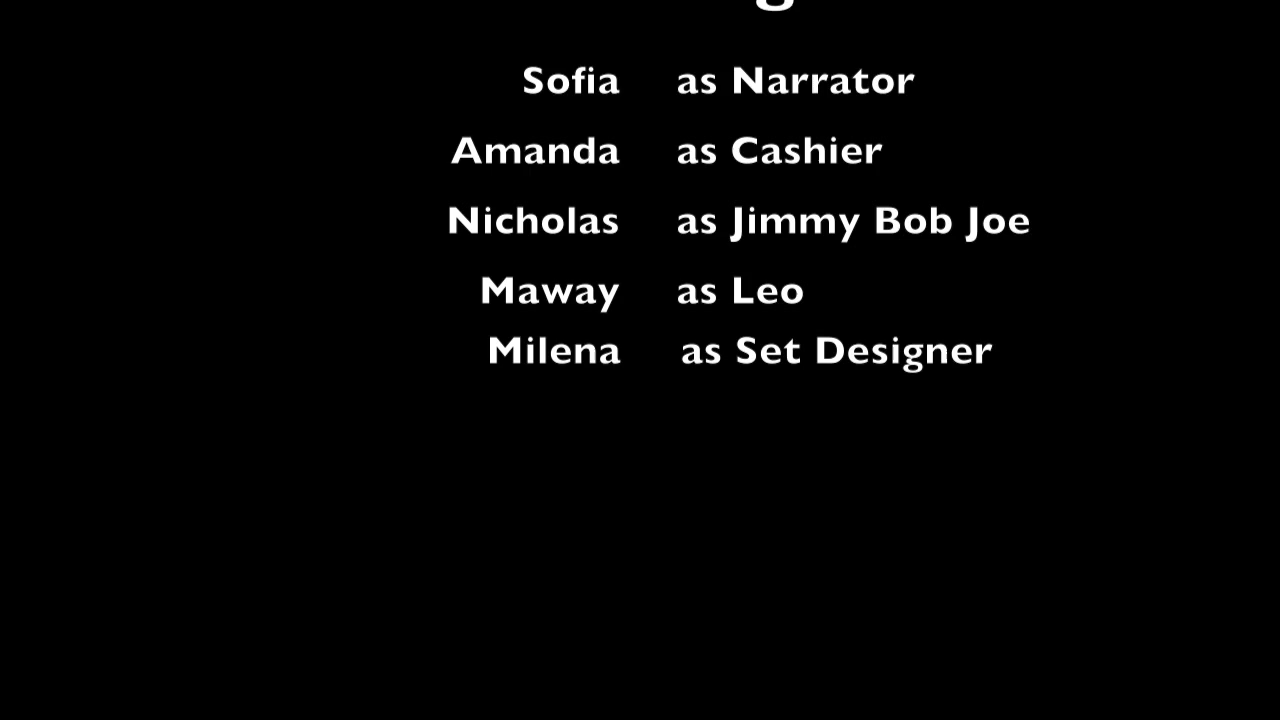 Sofia as Narrator
Amanda as Cashier
Nicholas as Jimmy Bob Joe
Maway as Leo
Milena as Set Designer